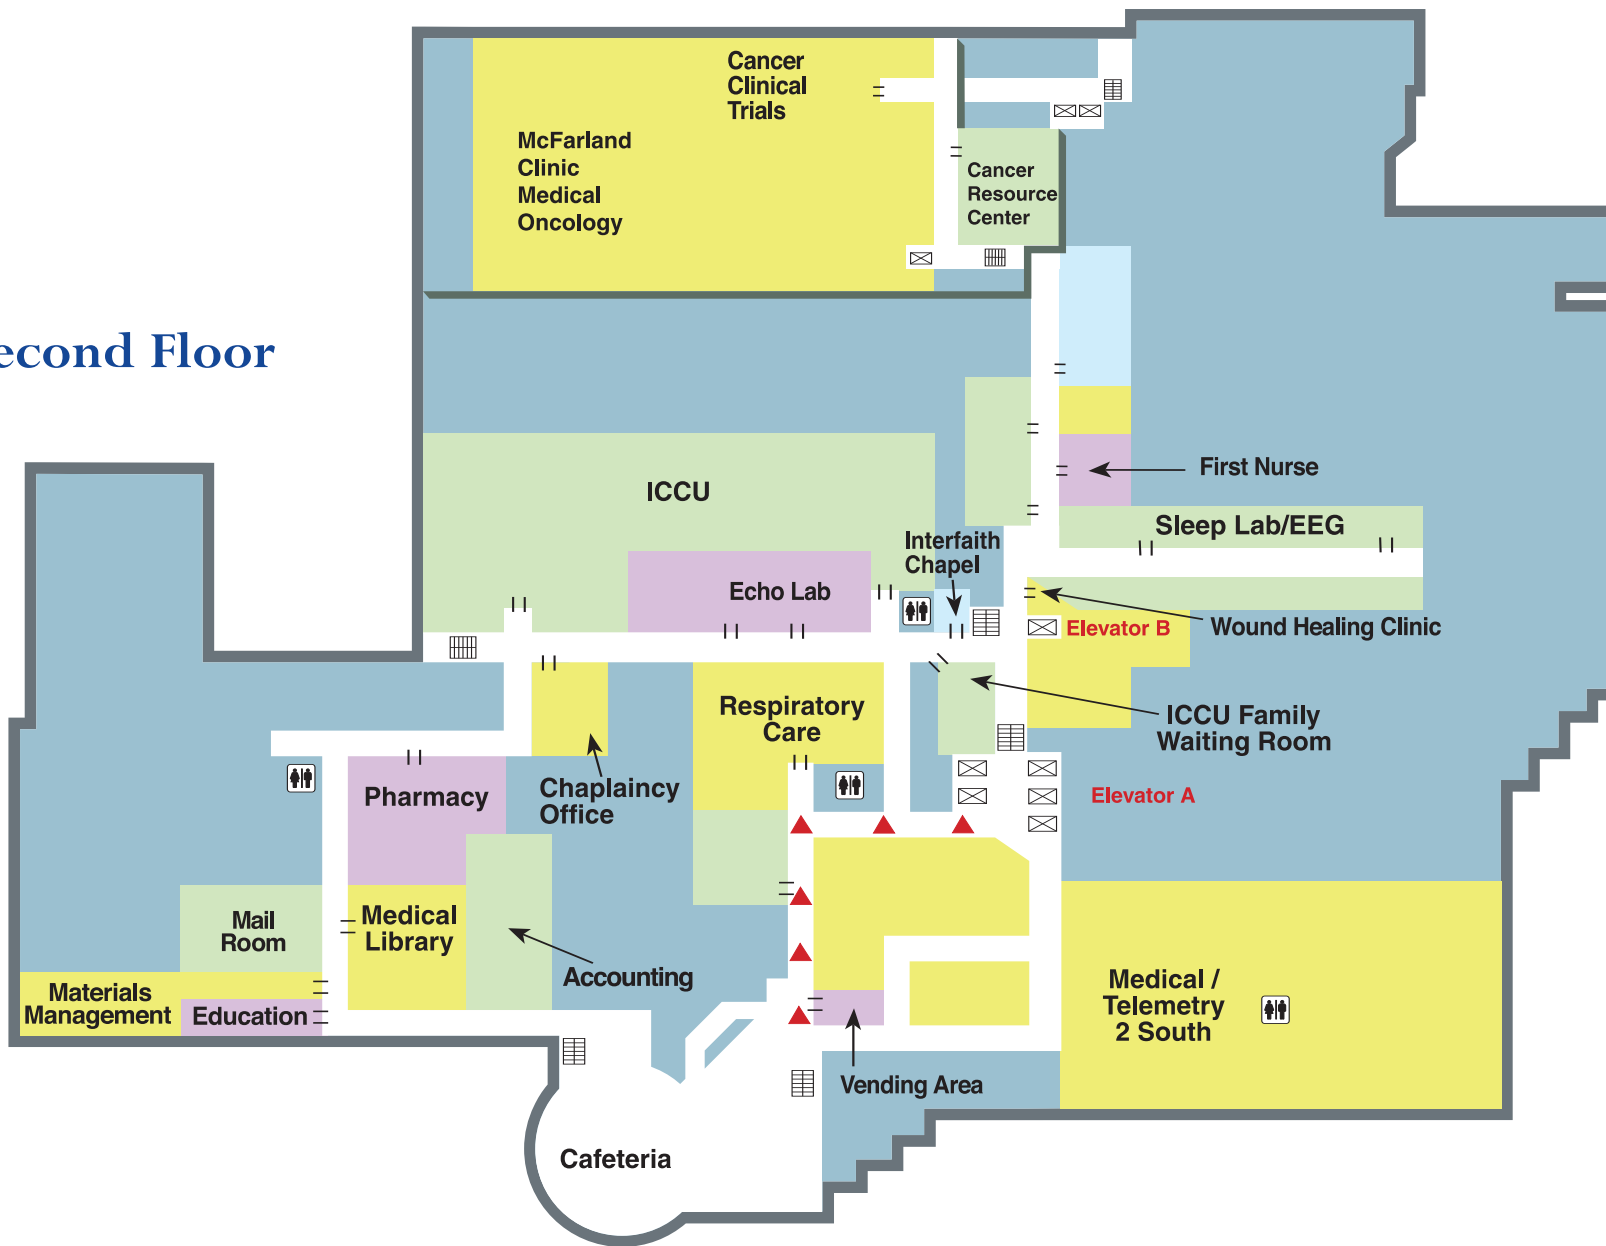 Cancer
Clinical
Trials
McFarland
Clinic
Medical
Oncology
Cancer
Resource
Center
econd Floor
First Nurse
ICCU
Sleep Lab/EEG
Interfaith
Chapel
Echo Lab
Elevator B
Wound Healing Clinic
Respiratory
Care
ICCU Family
Waiting Room
Chaplaincy
Office
Pharmacy
Elevator A
Mail
Room
Medical
Library
Accounting
Materials
Management
Education
Medical /
Telemetry
2 South
Vending Area
Cafeteria